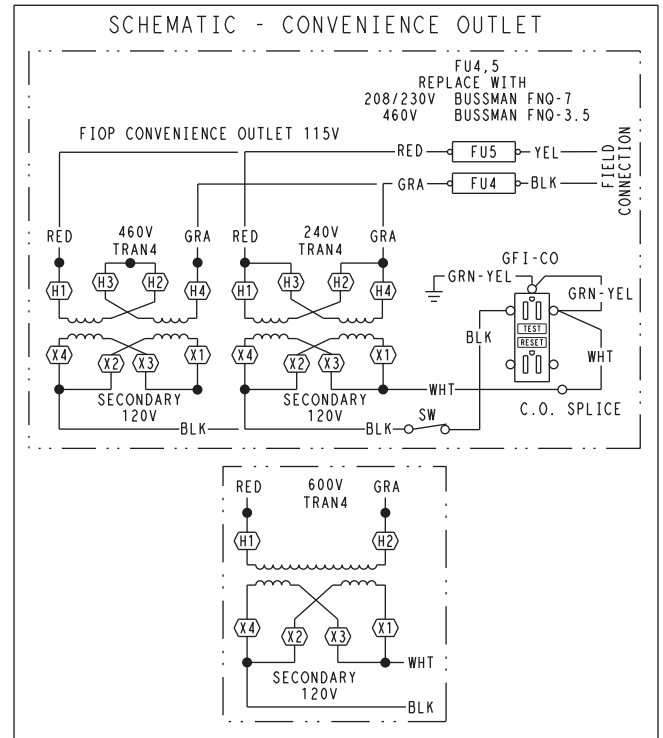 SCHEMATIC - CONVENIENCE OUTLET
FU4,5
REPLACE WITH
208/230V BUSSMAN FNQ-7
460V BUSSMAN FNQ-3.5
FIOP CONVENIENCE OUTLET 115V
RED FU5 YEL
GRA FU4 BLK
FIELD CONNECTION
RED 460V TRAN4 GRA
RED 240V TRAN4 GRA
H1 H3 H2 H4
H1 H3 H2 H4
X4 X2 X3 X1
X4 X2 X3 X1
SECONDARY
120V
SECONDARY
120V
BLK
BLK
SW
WHT
GFI-CO
GRN-YEL
GRN-YEL
BLK
TEST
RESET
WHT
C.O. SPLICE
RED 600V GRA
TRAN4
H1 H2
X4 X2 X3 X1
WHT
SECONDARY
120V
BLK